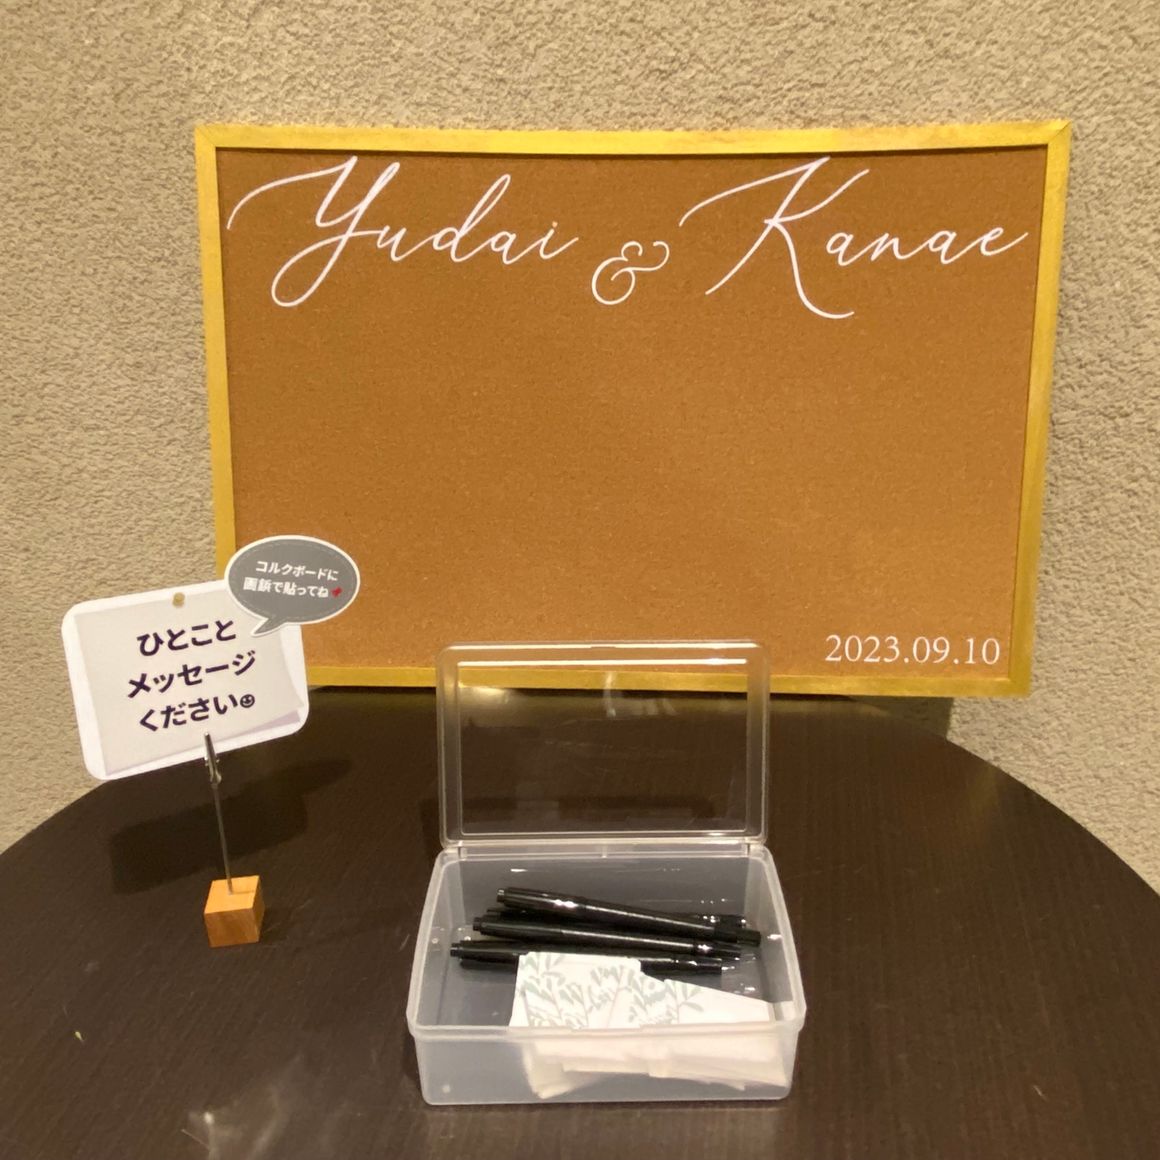 Yudai & Kanae
2023.09.10
コルクボードに
画鋲で貼ってね📌
ひとこと
メッセージ
ください☺